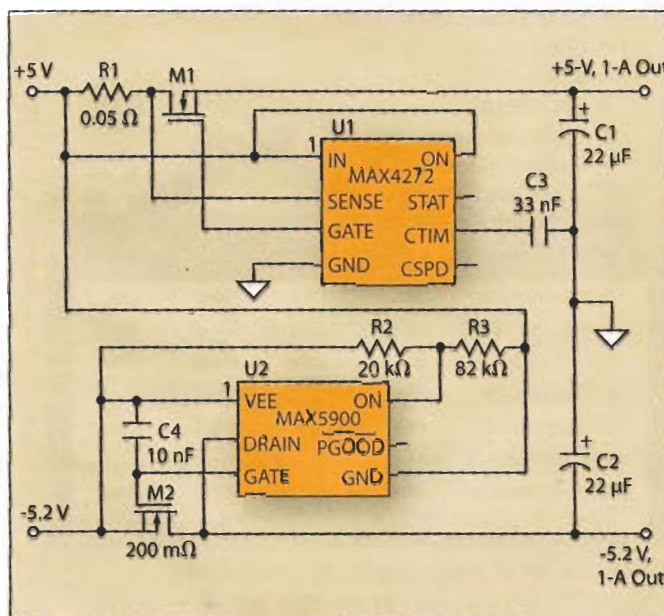 R1
M1
+5 V
+5-V, 1-A Out
0.05 Ω
U1
+
C1
22 µF
1
IN
ON
MAX4272
C3
33 nF
SENSE
STAT
GATE
CTIM
GND
CSPD
R2
R3
20 kΩ
82 kΩ
U2
1
VEE
ON
MAX5900
C4
10 nF
DRAIN
PGOOD
GATE
GND
+
C2
22 µF
M2
-5.2 V
200 mΩ
-5.2 V,
1-A Out